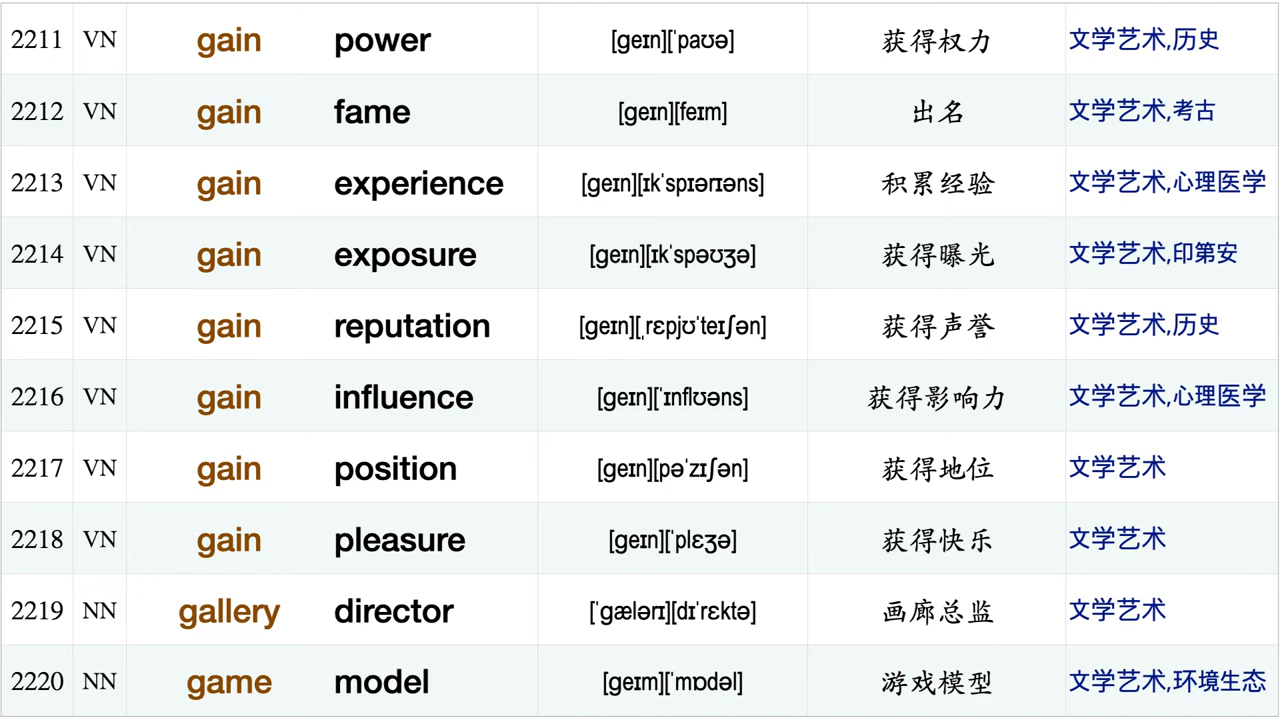 2211 VN gain power [geɪn][ˈpaʊə] 获得权力 文学艺术,历史
2212 VN gain fame [geɪn][feɪm] 出名 文学艺术,考古
2213 VN gain experience [geɪn][ɪkˈspɪərɪəns] 积累经验 文学艺术,心理医学
2214 VN gain exposure [geɪn][ɪkˈspəʊʒə] 获得曝光 文学艺术,印第安
2215 VN gain reputation [geɪn][ˌrɛpjʊˈteɪʃən] 获得声誉 文学艺术,历史
2216 VN gain influence [geɪn][ˈɪnflʊəns] 获得影响力 文学艺术,心理医学
2217 VN gain position [geɪn][pəˈzɪʃən] 获得地位 文学艺术
2218 VN gain pleasure [geɪn][ˈplɛʒə] 获得快乐 文学艺术
2219 NN gallery director [ˈgælərɪ][dɪˈrɛktə] 画廊总监 文学艺术
2220 NN game model [geɪm][ˈmɒdəl] 游戏模型 文学艺术,环境生态